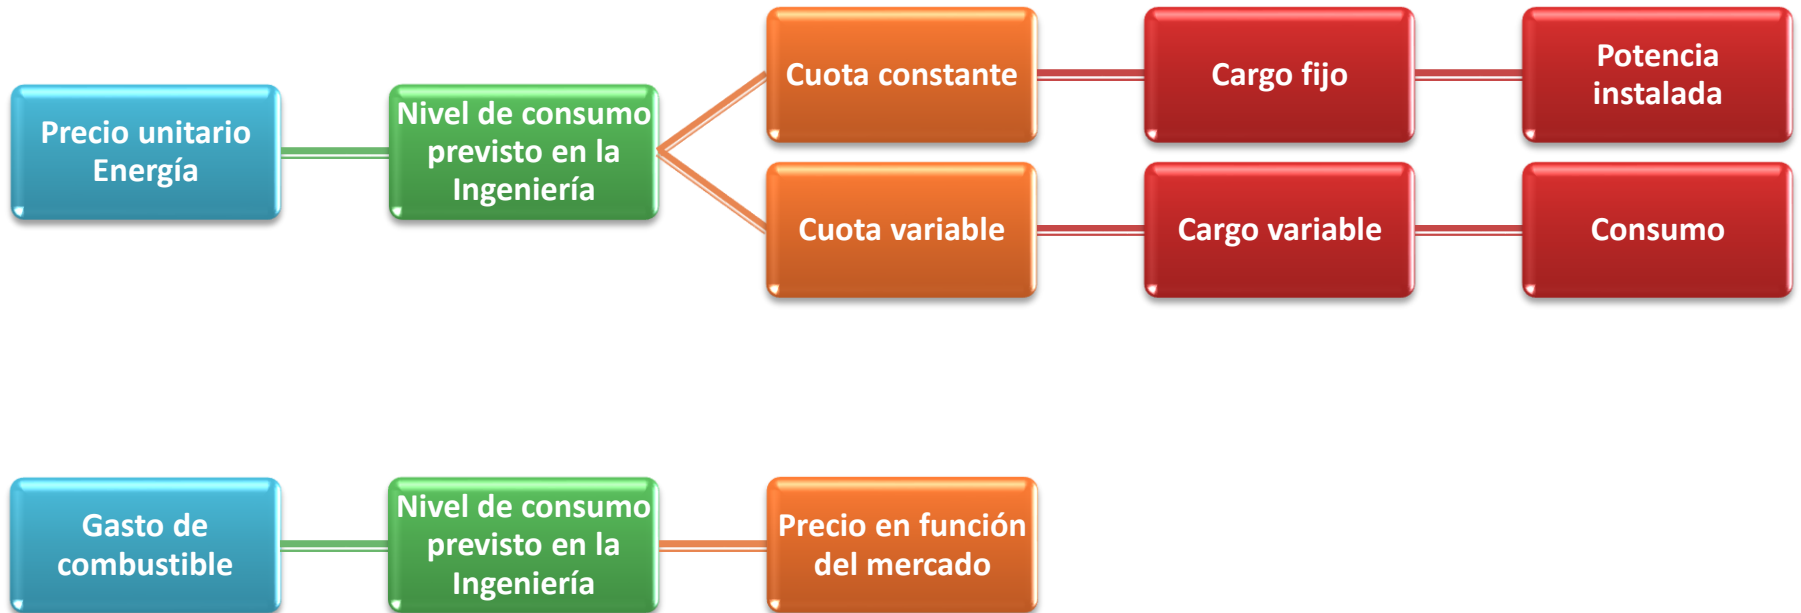 Precio unitario
Energía
Nivel de consumo
previsto en la
Ingeniería
Cuota constante
Cargo fijo
Potencia
instalada
Cuota variable
Cargo variable
Consumo
Gasto de
combustible
Nivel de consumo
previsto en la
Ingeniería
Precio en función
del mercado